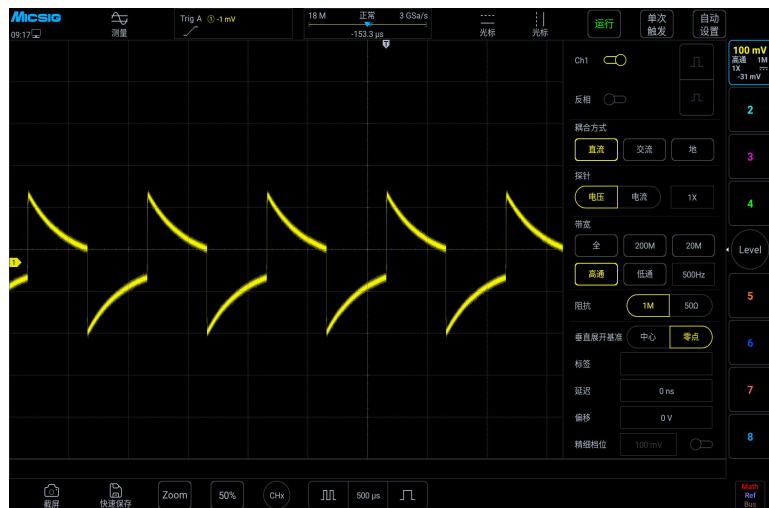 MICSIG
09:17
测量
Trig A ① -1 mV
18 M 正常 3 GSa/s
-153.3 μs
光标
光标
运行
单次
触发
自动
设置
T
100 mV
高通 1M
1X
-31 mV
Ch1
反相
耦合方式
直流 交流 地
探针
电压 电流 1X
带宽
全 200M 20M
高通 低通 500Hz
阻抗 1M 50Ω
垂直展开基准 中心 零点
标签
延迟 0 ns
偏移 0 V
精细档位 100 mV
1
2
3
4
Level
5
6
7
8
截屏
快速保存
Zoom
50%
CHx
500 μs
Math
Ref
Bus